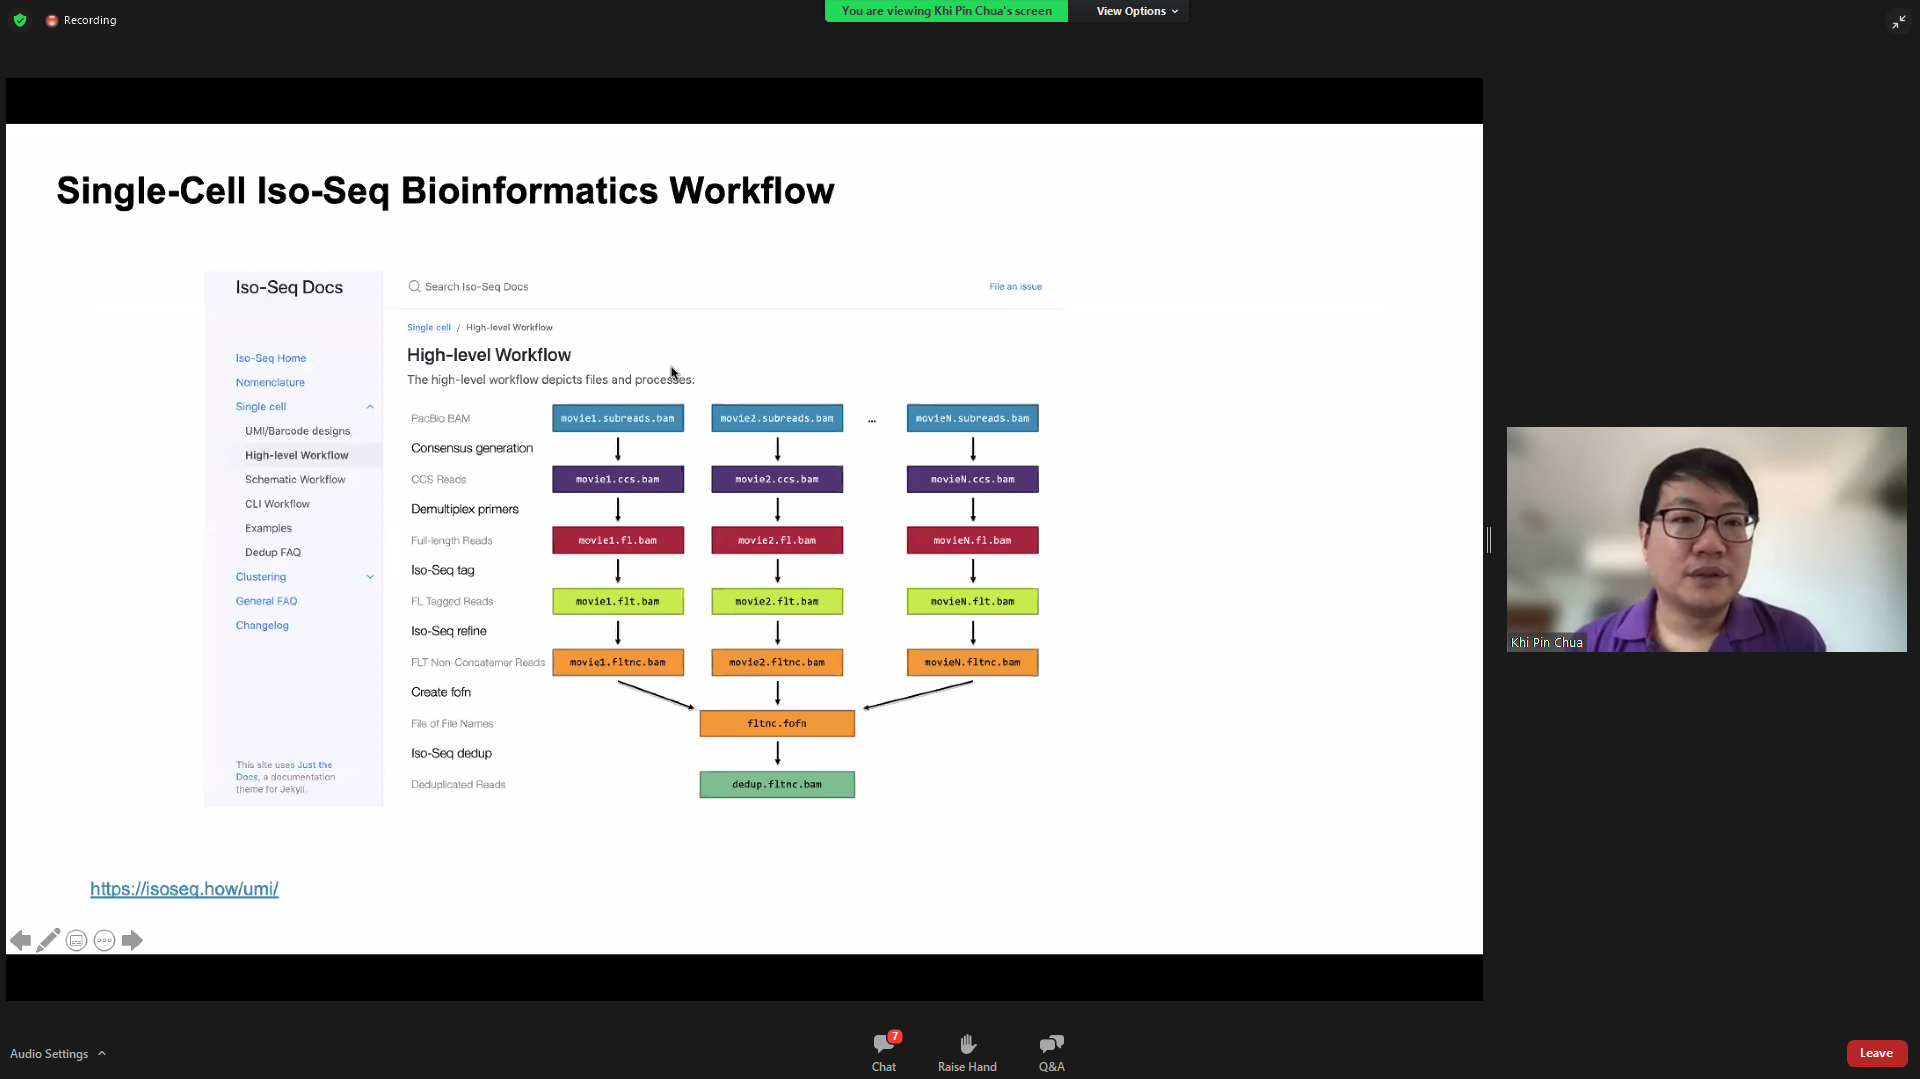 Recording
You are viewing Khi Pin Chua's screen
View Options
Single-Cell Iso-Seq Bioinformatics Workflow
Iso-Seq Docs
Search Iso-Seq Docs
File an issue
Iso-Seq Home
Nomenclature
Single cell
UMI/Barcode designs
High-level Workflow
Schematic Workflow
CLI Workflow
Examples
Dedup FAQ
Clustering
General FAQ
Changelog
This site uses Just the
Docs, a documentation
theme for Jekyll.
Single cell / High-level Workflow
High-level Workflow
The high-level workflow depicts files and processes:
PacBio BAM movie1.subreads.bam movie2.subreads.bam ... movieN.subreads.bam
Consensus generation
CCS Reads movie1.ccs.bam movie2.ccs.bam movieN.ccs.bam
Demultiplex primers
Full-length Reads movie1.fl.bam movie2.fl.bam movieN.fl.bam
Iso-Seq tag
FL Tagged Reads movie1.flt.bam movie2.flt.bam movieN.flt.bam
Iso-Seq refine
FLT Non-Concatemer Reads movie1.fltnc.bam movie2.fltnc.bam movieN.fltnc.bam
Create fofn
File of File Names fltnc.fofn
Iso-Seq dedup
Deduplicated Reads dedup.fltnc.bam
https://isoseq.how/umi/
Khi Pin Chua
Audio Settings
7
Chat
Raise Hand
Q&A
Leave